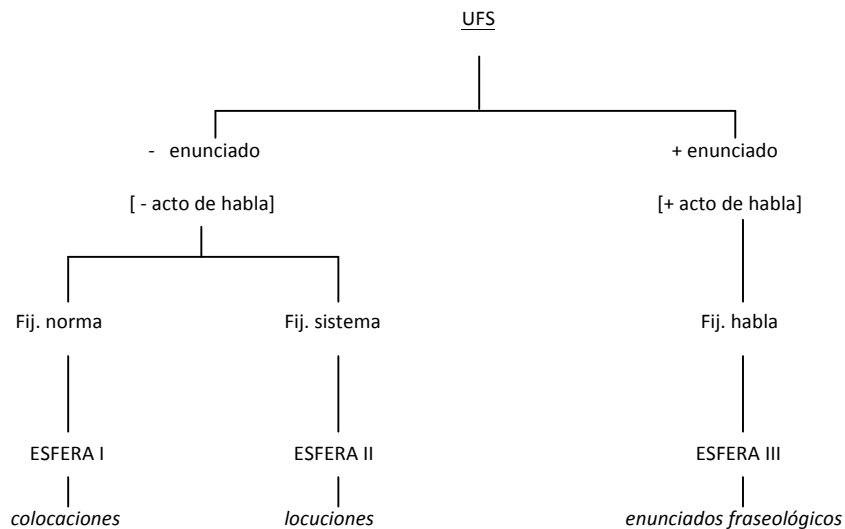 UFS
- enunciado + enunciado
[ - acto de habla] [+ acto de habla]
Fij. norma Fij. sistema Fij. habla
ESFERA I ESFERA II ESFERA III
colocaciones locuciones enunciados fraseológicos